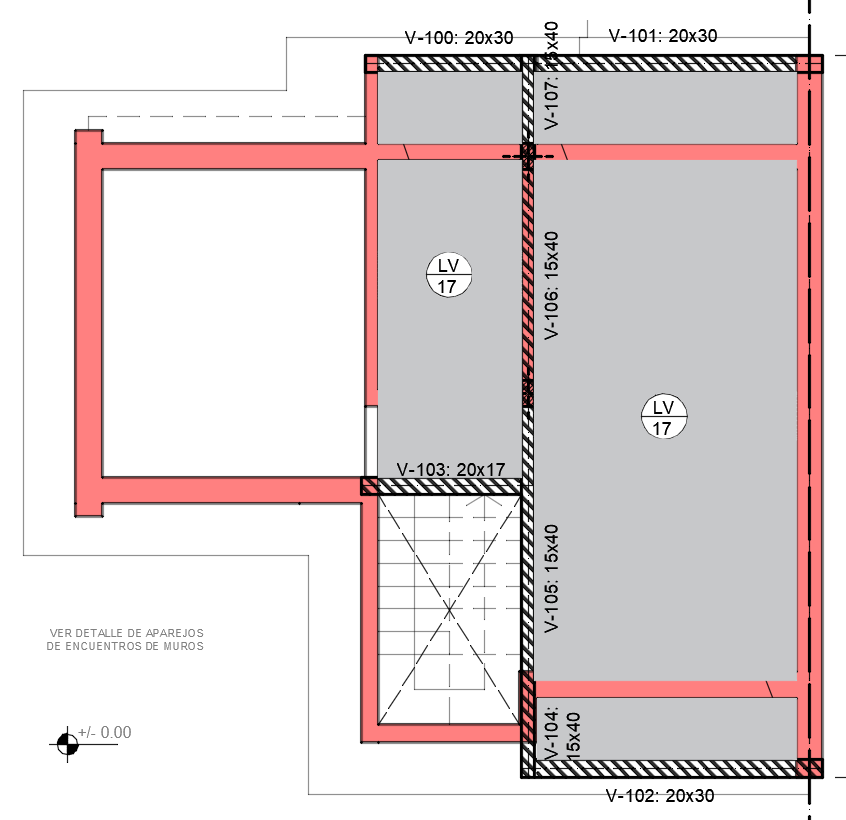 V-100: 20x30
V-101: 20x30
V-107: 15x40
LV
17
V-106: 15x40
LV
17
V-103: 20x17
V-105: 15x40
VER DETALLE DE APAREJOS
DE ENCUENTROS DE MUROS
+/- 0.00
V-104:
15x40
V-102: 20x30